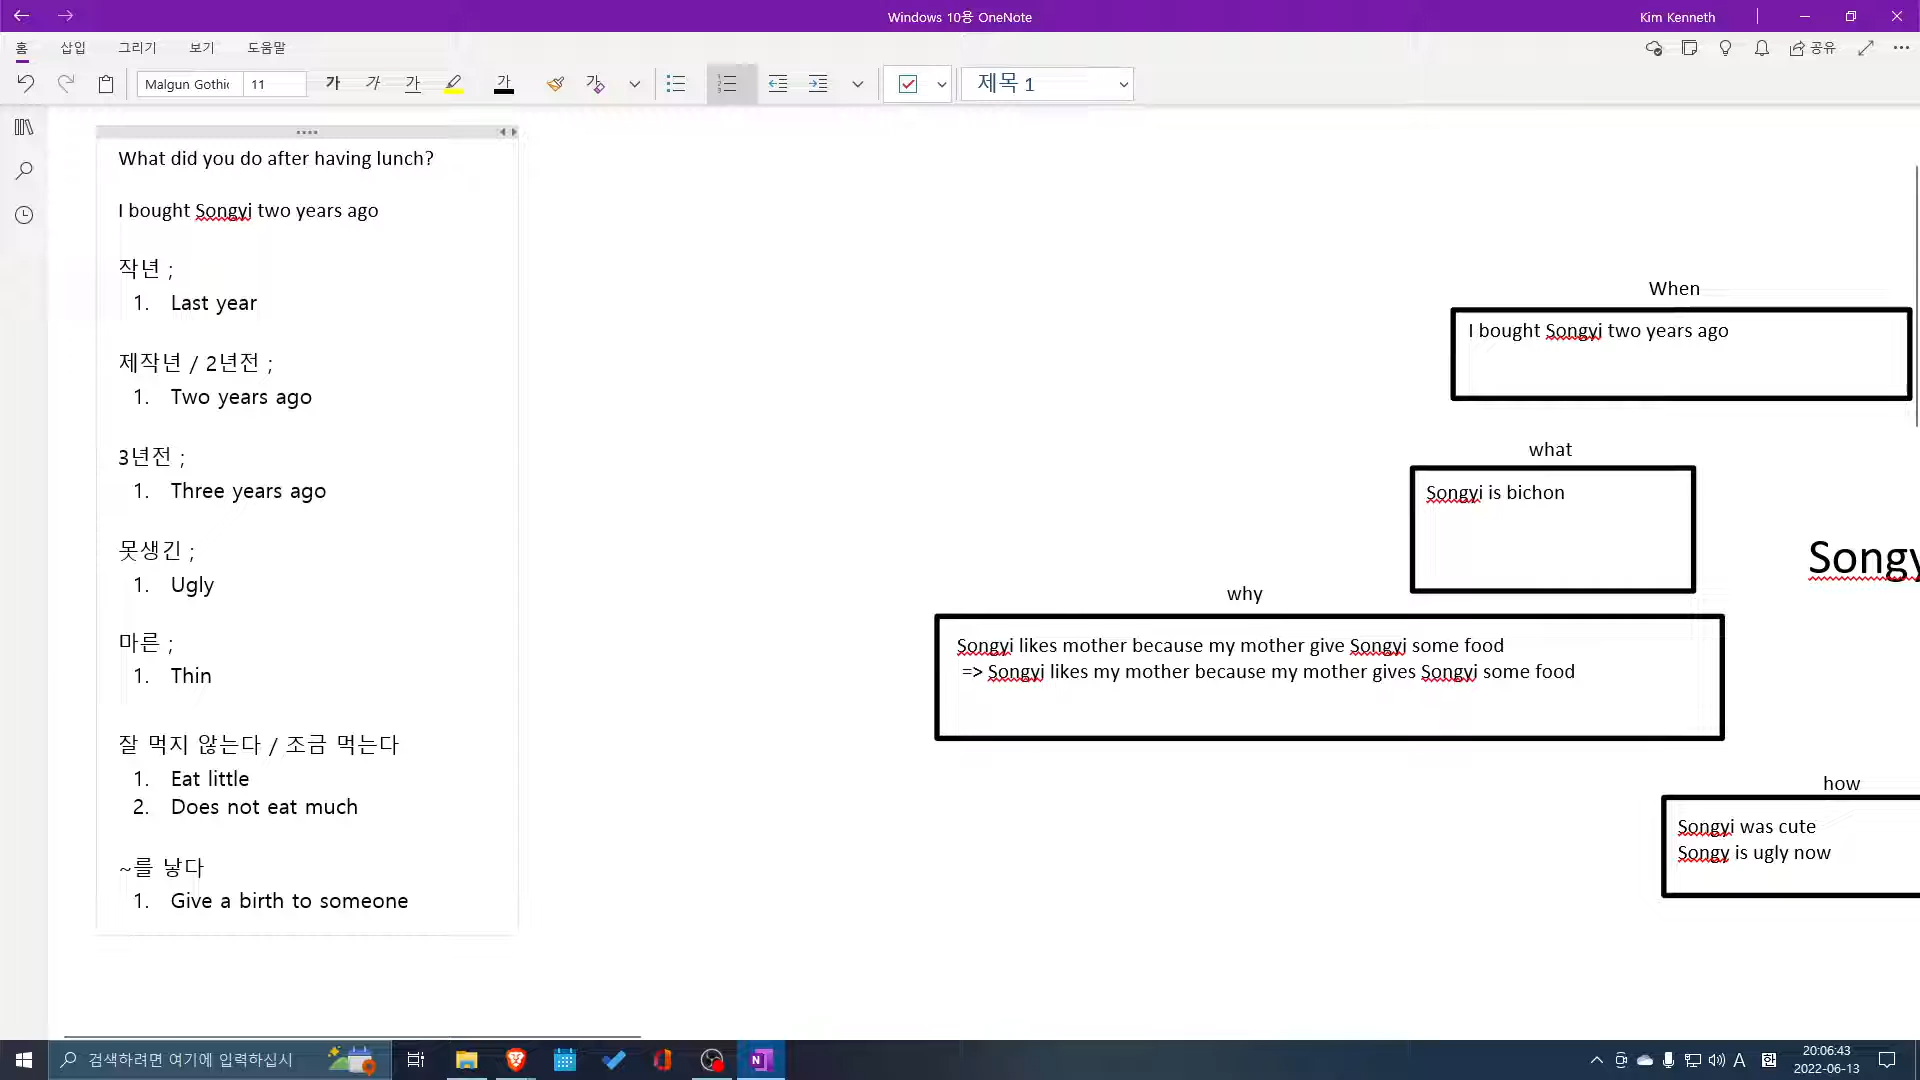 Windows 10용 OneNote
Kim Kenneth
홈 삽입 그리기 보기 도움말
공유
Malgun Gothic 11 가 가 가 가 가 제목 1
What did you do after having lunch?
I bought Songyi two years ago
작년 ;
1. Last year
제작년 / 2년전 ;
1. Two years ago
3년전 ;
1. Three years ago
못생긴 ;
1. Ugly
마른 ;
1. Thin
잘 먹지 않는다 / 조금 먹는다
1. Eat little
2. Does not eat much
~를 낳다
1. Give a birth to someone
When
I bought Songyi two years ago
what
Songyi is bichon
Songy
why
Songyi likes mother because my mother give Songyi some food
=> Songyi likes my mother because my mother gives Songyi some food
how
Songyi was cute
Songy is ugly now
검색하려면 여기에 입력하십시
A 한
20:06:43
2022-06-13